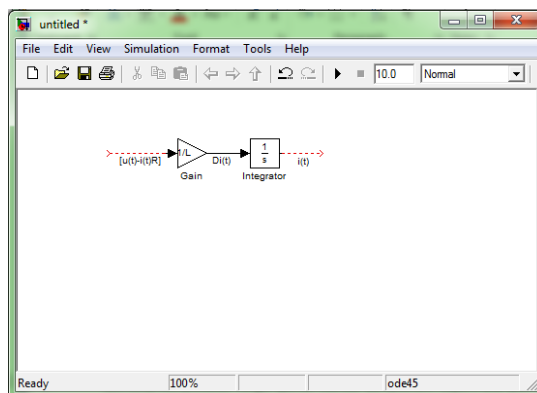 untitled *
File Edit View Simulation Format Tools Help
10.0 Normal
[u(t)-i(t)R] 1/L Di(t) 1 s i(t)
Gain Integrator
Ready 100% ode45